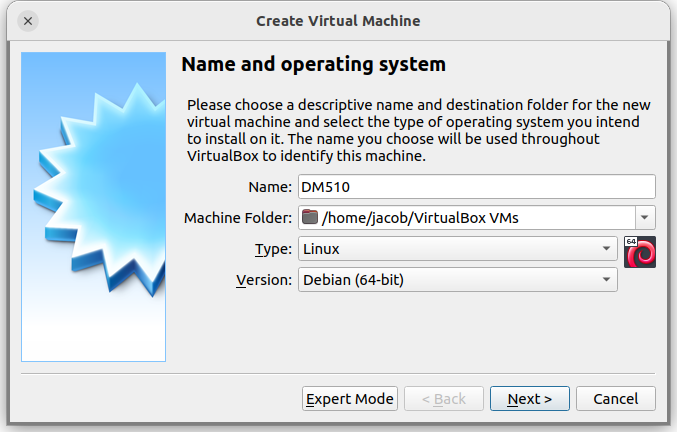 Create Virtual Machine
Name and operating system
Please choose a descriptive name and destination folder for the new
virtual machine and select the type of operating system you intend
to install on it. The name you choose will be used throughout
VirtualBox to identify this machine.
Name: DM510
Machine Folder: /home/jacob/VirtualBox VMs
Type: Linux
64
Version: Debian (64-bit)
Expert Mode < Back Next > Cancel